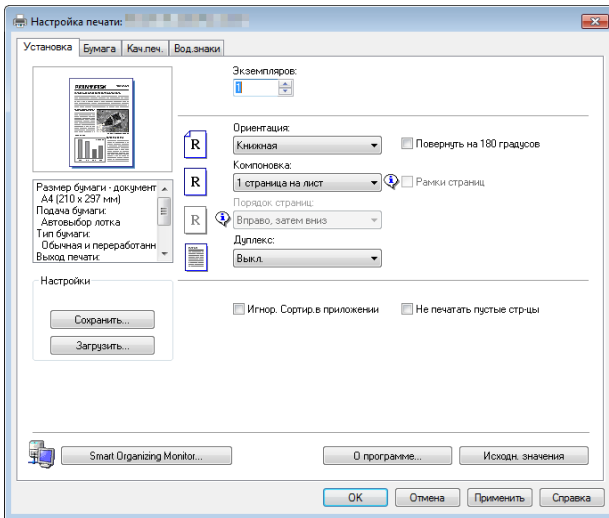 Настройка печати:
Установка
Бумага
Кач.печ.
Вод.знаки
Экземпляров:
1
Ориентация:
R
Книжная
Повернуть на 180 градусов
Компоновка:
R
1 страница на лист
Рамки страниц
Порядок страниц:
R
Вправо, затем вниз
Дуплекс:
Выкл.
Размер бумаги - документ
A4 (210 x 297 мм)
Подача бумаги:
Автовыбор лотка
Тип бумаги:
Обычная и переработанн
Выход печати:
Настройки
Сохранить...
Загрузить...
Игнор. Сортир.в приложении
Не печатать пустые стр-цы
Smart Organizing Monitor...
О программе...
Исходн. значения
OK
Отмена
Применить
Справка